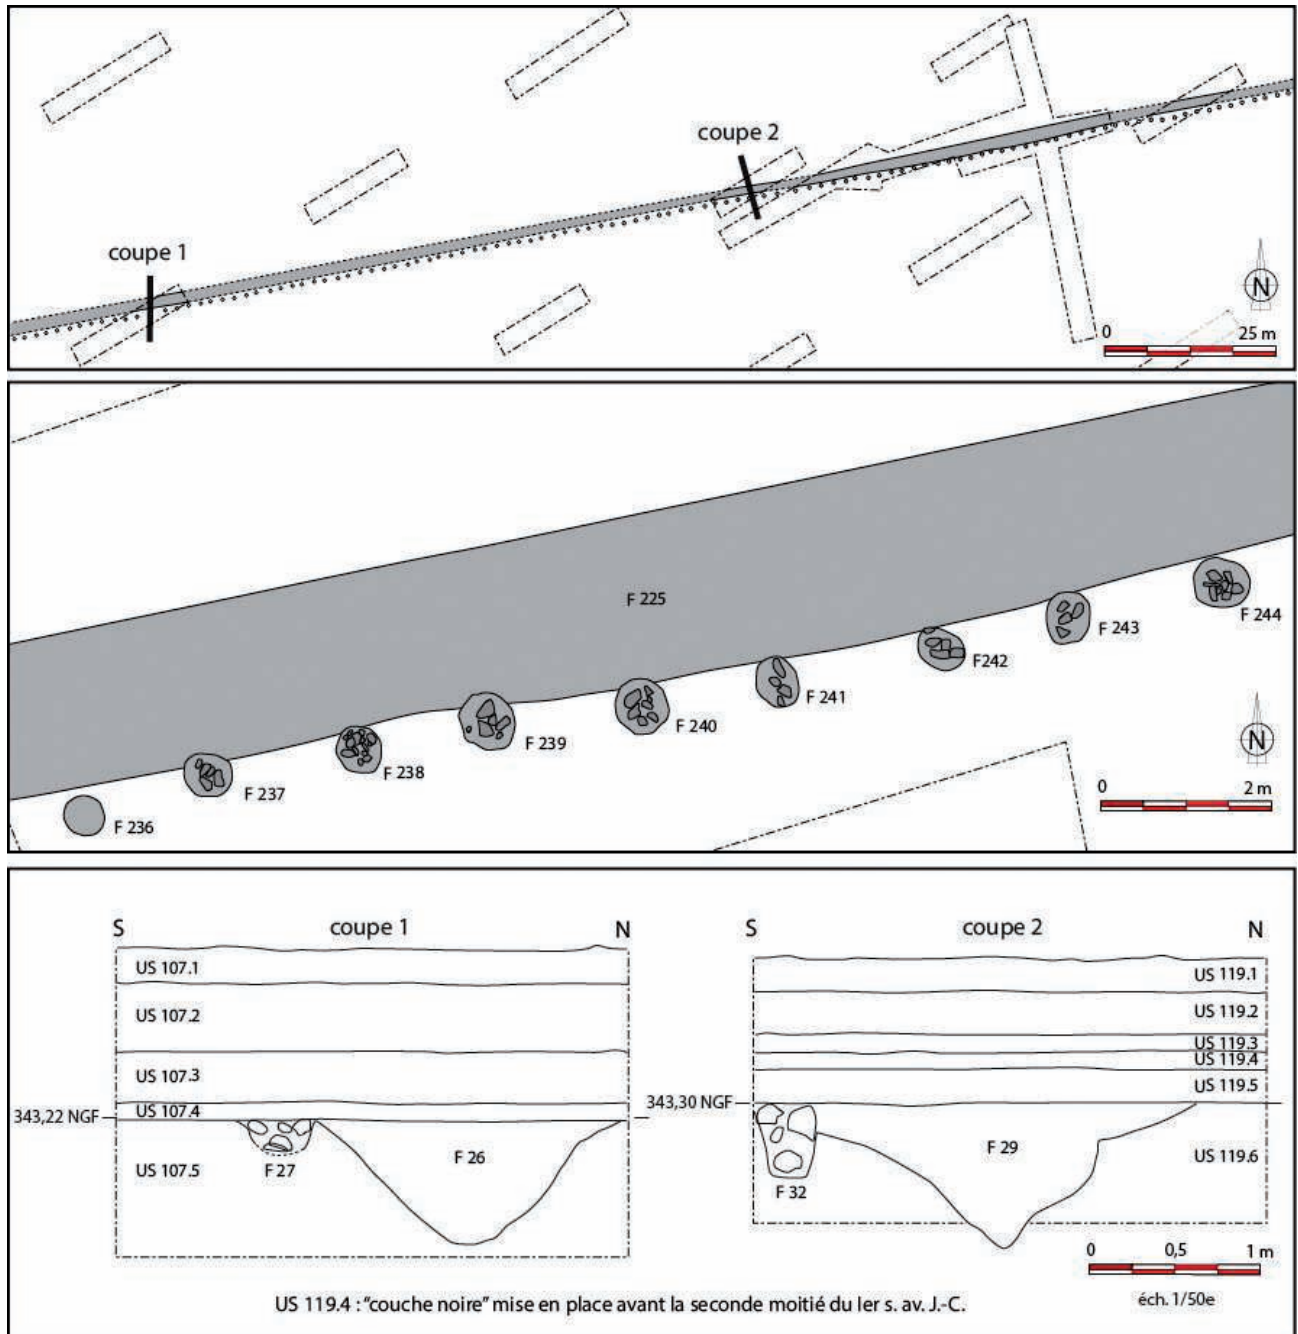 coupe 2
coupe 1
N
0 25 m
F 225
F 244
F 243
F242
F 241
F 240
F 239
F 238
F 237
F 236
N
0 2 m
S coupe 1 N
S coupe 2 N
US 107.1
US 107.2
US 107.3
343,22 NGF
US 107.4
F 27
F 26
US 107.5
US 119.1
US 119.2
US 119.3
US 119.4
US 119.5
343,30 NGF
F 29
US 119.6
F 32
0 0,5 1 m
éch. 1/50e
US 119.4 : "couche noire" mise en place avant la seconde moitié du Ier s. av. J.-C.